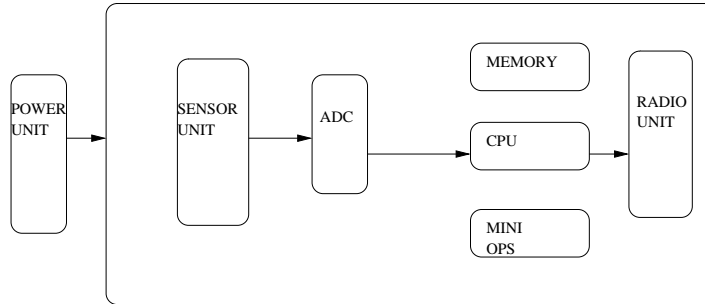 POWER
UNIT
SENSOR
UNIT
ADC
MEMORY
CPU
MINI
OPS
RADIO
UNIT